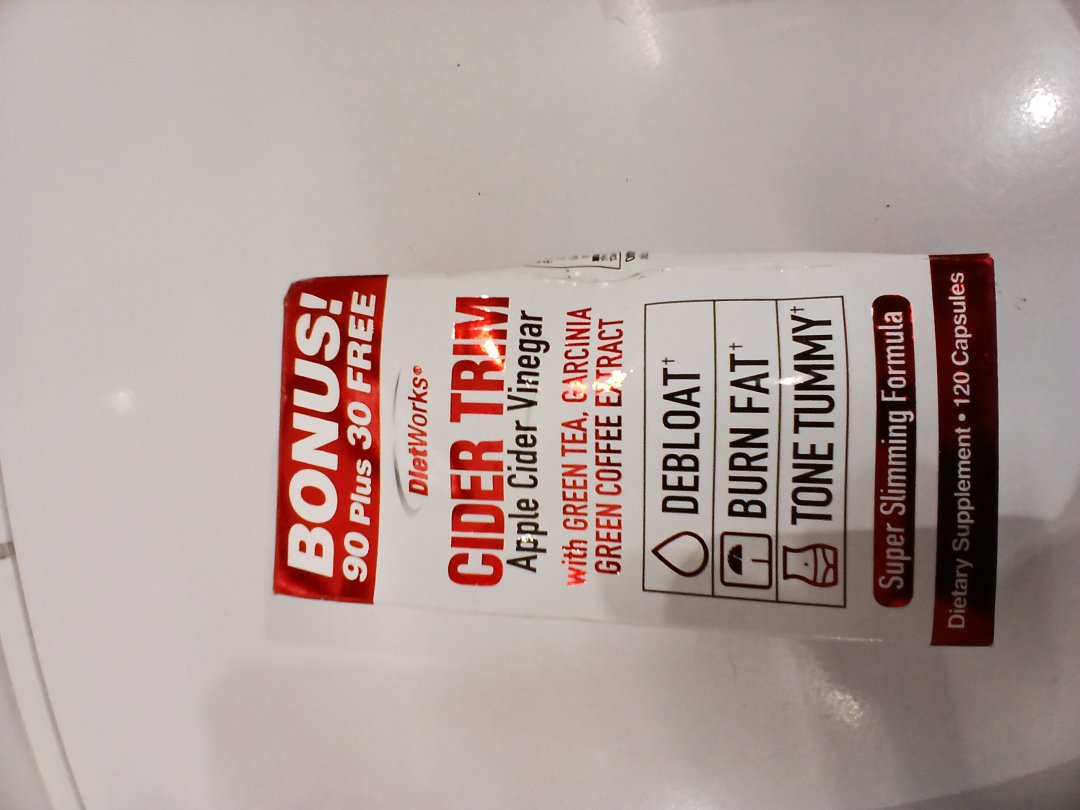 BONUS!
90 Plus 30 FREE
DIetWorks®
CIDER TRIM
Apple Cider Vinegar
with GREEN TEA, GARCINIA
GREEN COFFEE EXTRACT
DEBLOAT†
BURN FAT†
TONE TUMMY†
Super Slimming Formula
Dietary Supplement • 120 Capsules